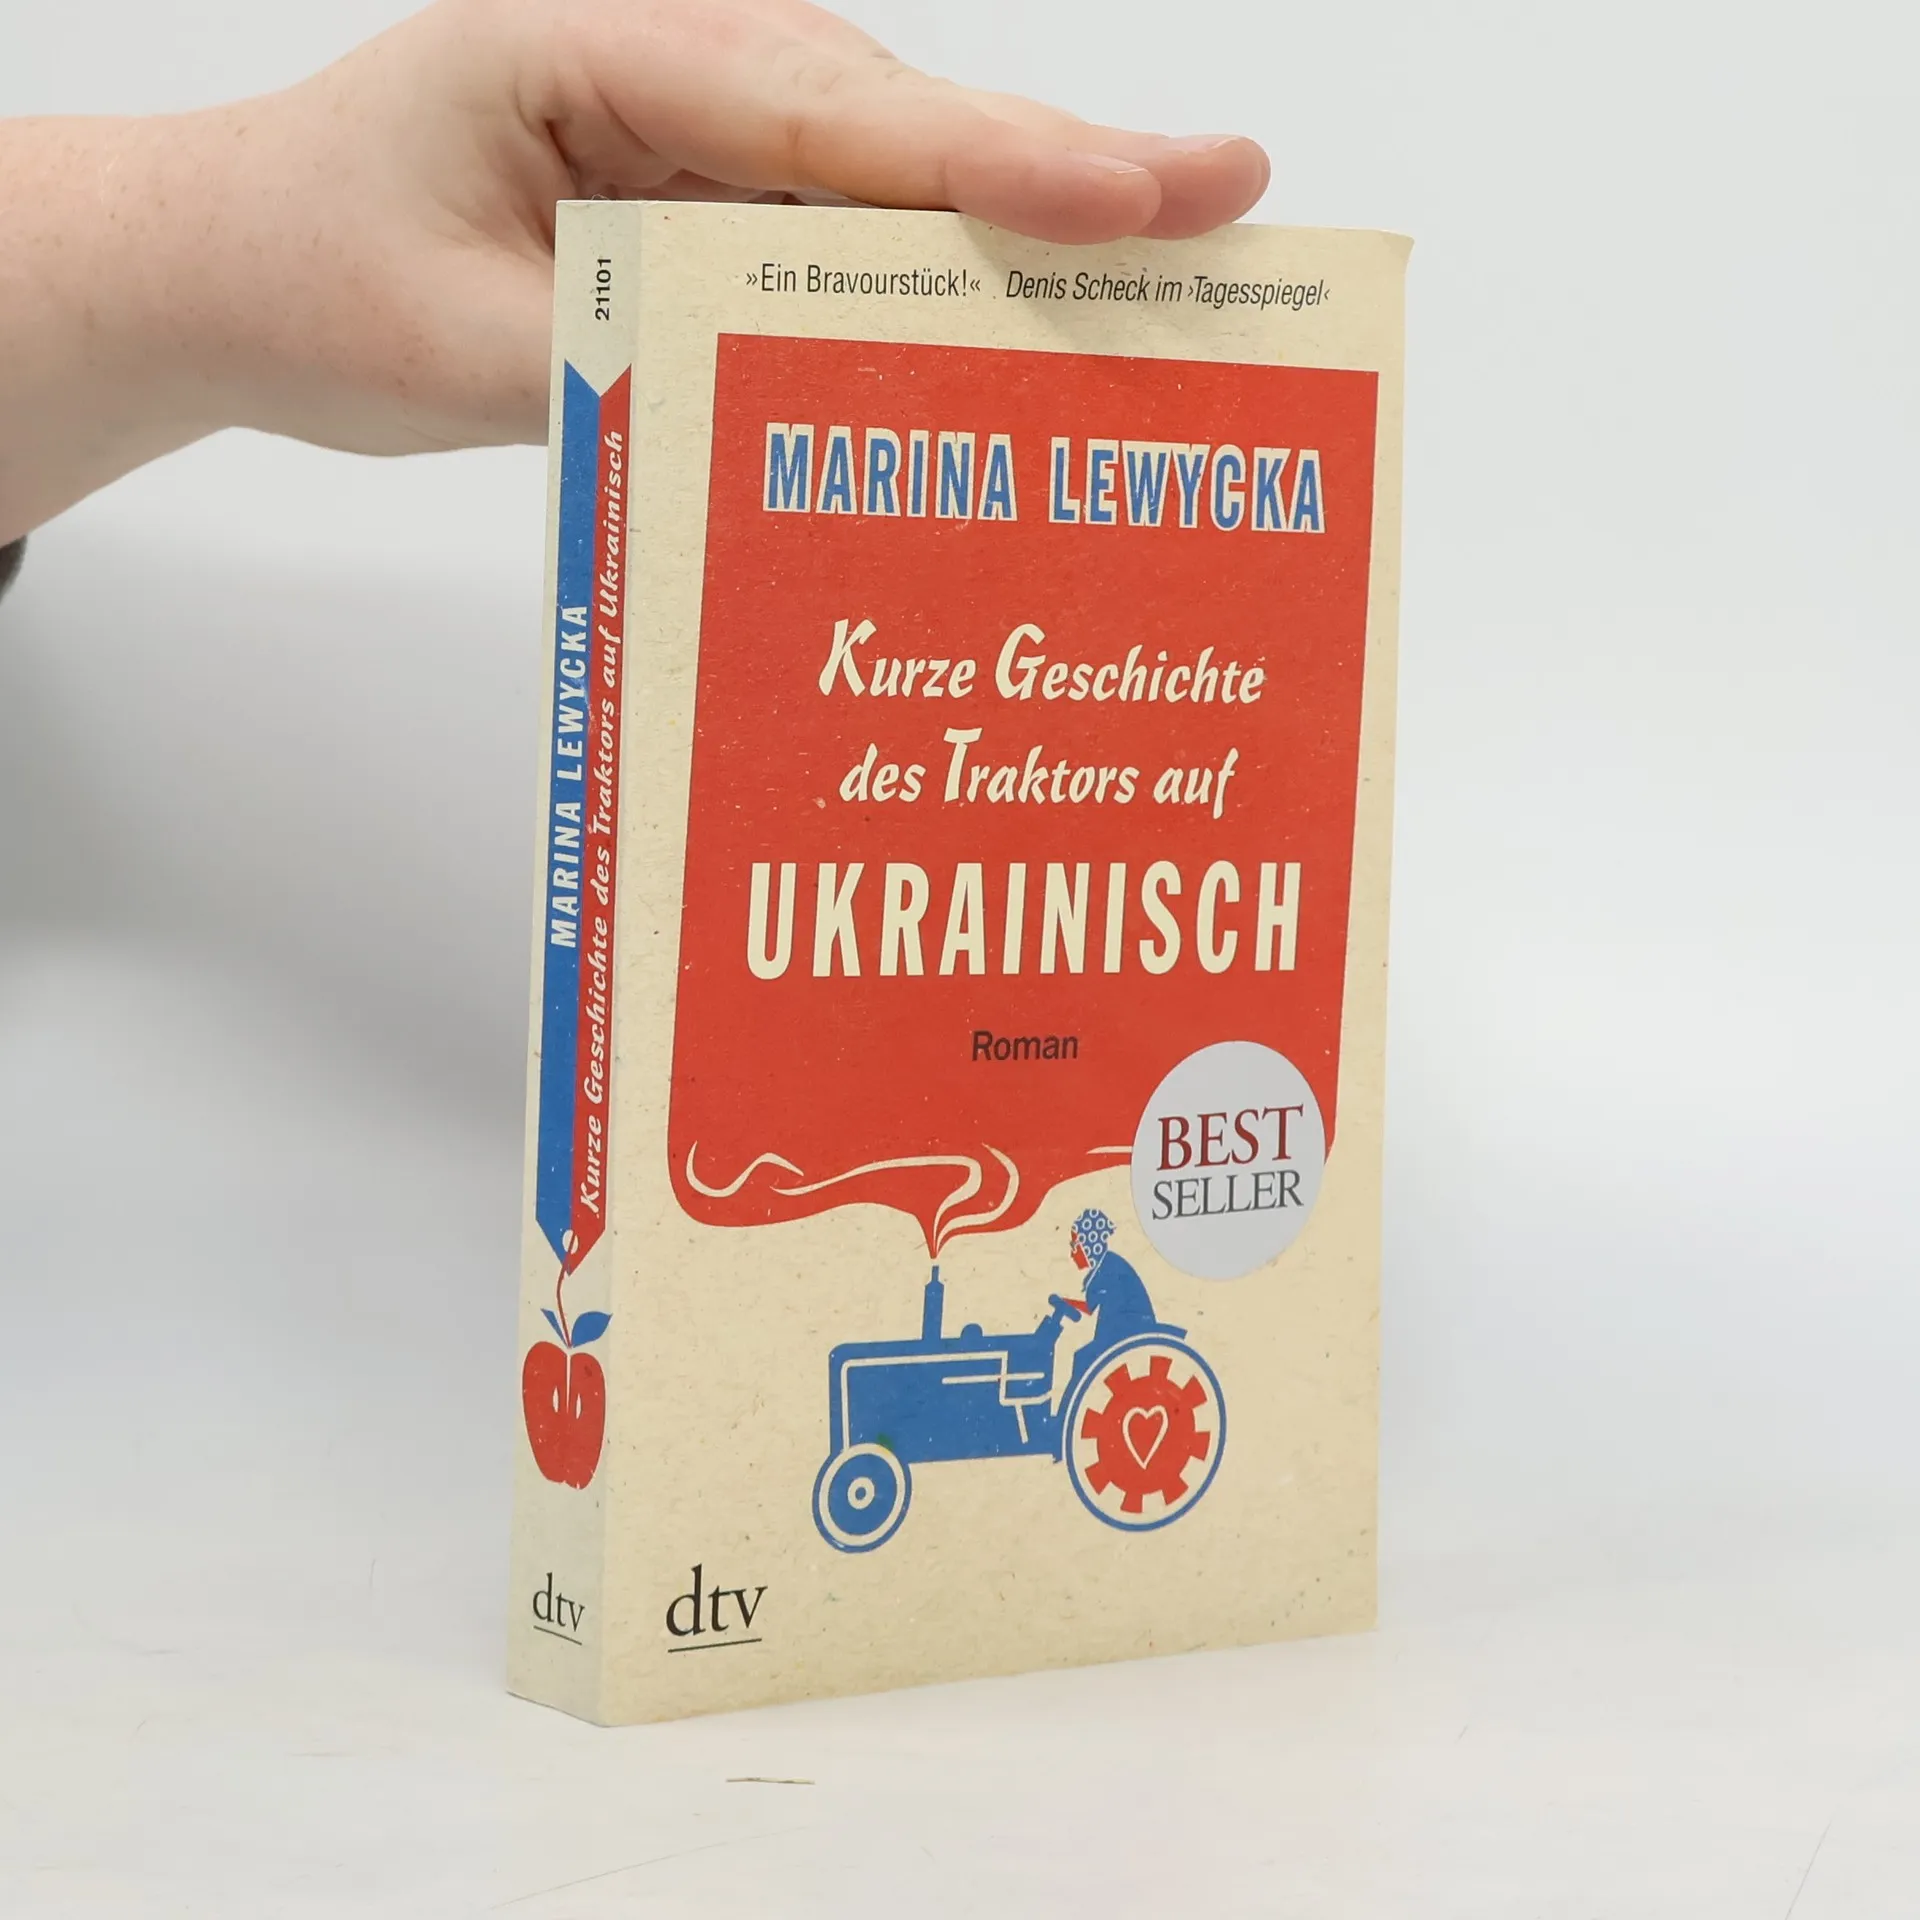 21101
MARINA LEWYCKA
Kurze Geschichte des Traktors auf Ukrainisch
dtv
»Ein Bravourstück!« Denis Scheck im ›Tagesspiegel‹
MARINA LEWYCKA
Kurze Geschichte
des Traktors auf
UKRAINISCH
Roman
BEST
SELLER
dtv